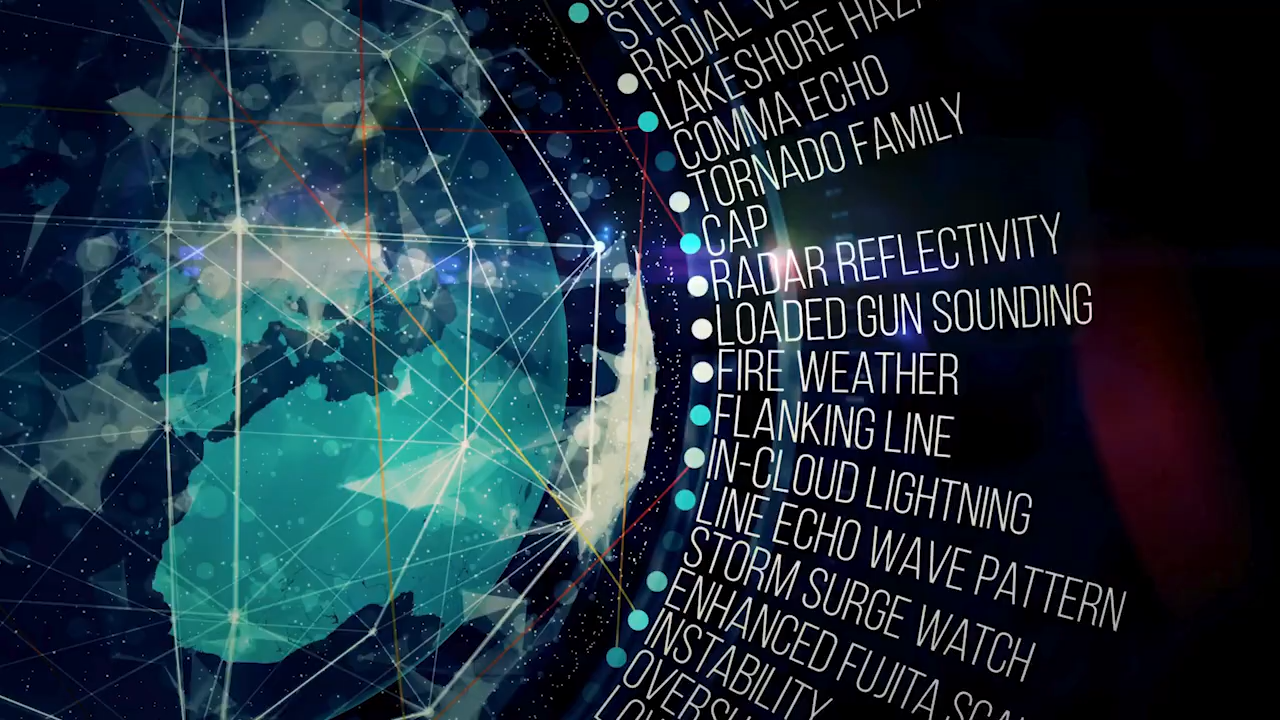 RADIAL
LAKESHORE
COMMA ECHO
TORNADO FAMILY
CAP
RADAR REFLECTIVITY
LOADED GUN SOUNDING
FIRE WEATHER
FLANKING LINE
IN-CLOUD LIGHTNING
LINE ECHO WAVE PATTERN
STORM SURGE WATCH
ENHANCED FUJITA
INSTABILITY